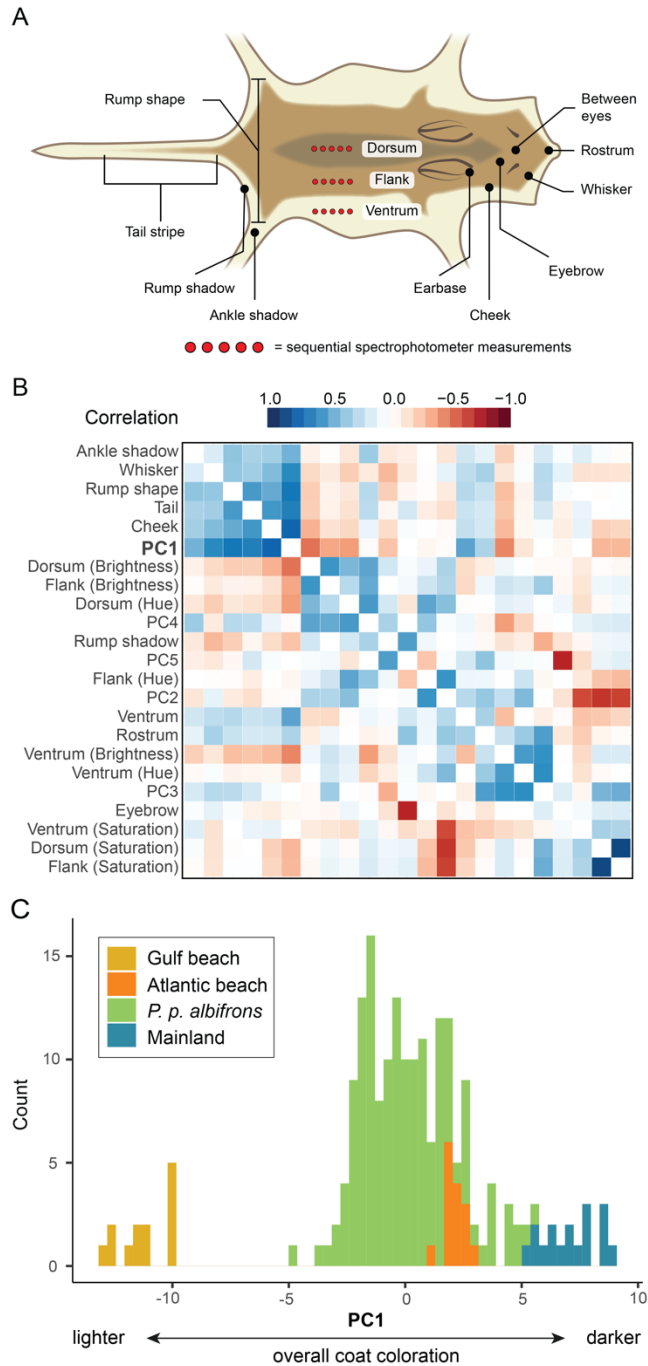 A
Rump shape
Between
eyes
Dorsum
Rostrum
Flank
Whisker
Ventrum
Tail stripe
Eyebrow
Rump shadow
Earbase
Ankle shadow
Cheek
= sequential spectrophotometer measurements
B
Correlation
1.0 0.5 0.0 −0.5 −1.0
Ankle shadow
Whisker
Rump shape
Tail
Cheek
PC1
Dorsum (Brightness)
Flank (Brightness)
Dorsum (Hue)
PC4
Rump shadow
PC5
Flank (Hue)
PC2
Ventrum
Rostrum
Ventrum (Brightness)
Ventrum (Hue)
PC3
Eyebrow
Ventrum (Saturation)
Dorsum (Saturation)
Flank (Saturation)
C
Gulf beach
Atlantic beach
P. p. albifrons
Mainland
Count
15
10
5
0
-10 -5 0 5 10
PC1
lighter
darker
overall coat coloration